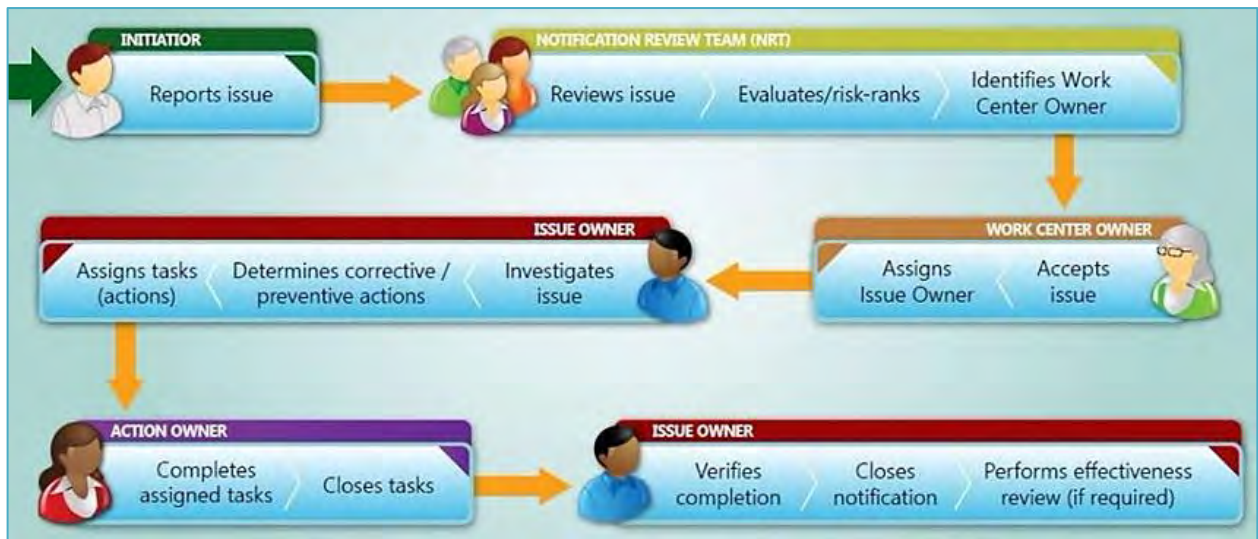 INITIATIOR
Reports issue
NOTIFICATION REVIEW TEAM (NRT)
Reviews issue
Evaluates/risk-ranks
Identifies Work
Center Owner
WORK CENTER OWNER
Accepts
issue
Assigns
Issue Owner
ISSUE OWNER
Investigates
issue
Determines corrective /
preventive actions
Assigns tasks
(actions)
ACTION OWNER
Completes
assigned tasks
Closes tasks
ISSUE OWNER
Verifies
completion
Closes
notification
Performs effectiveness
review (if required)